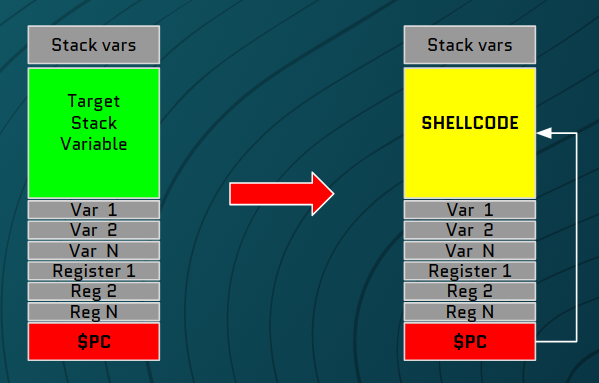 Stack vars
Target
Stack
Variable
Var 1
Var 2
Var N
Register 1
Reg 2
Reg N
$PC
Stack vars
SHELLCODE
Var 1
Var 2
Var N
Register 1
Reg 2
Reg N
$PC